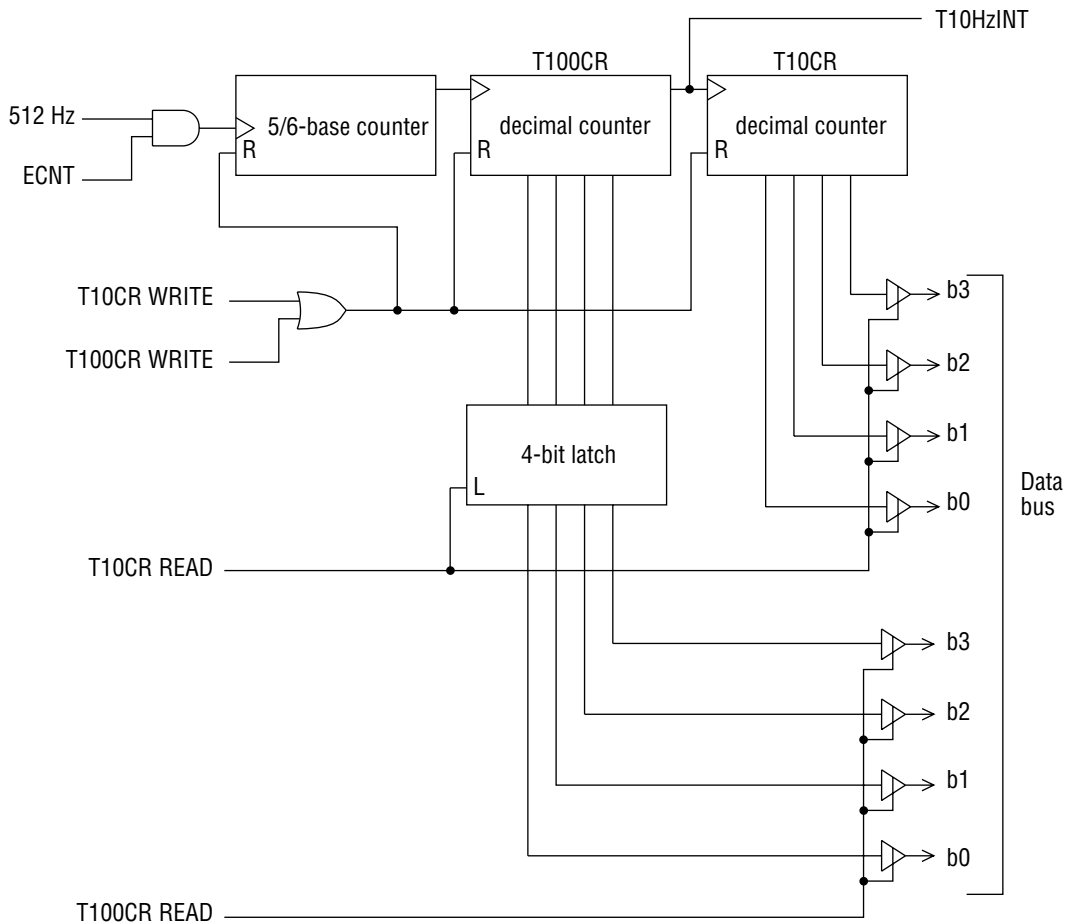 T10HzINT
T100CR
T10CR
512 Hz
5/6-base counter
decimal counter
decimal counter
R
R
R
ECNT
T10CR WRITE
T100CR WRITE
b3
b2
b1
b0
4-bit latch
L
Data
bus
T10CR READ
b3
b2
b1
b0
T100CR READ